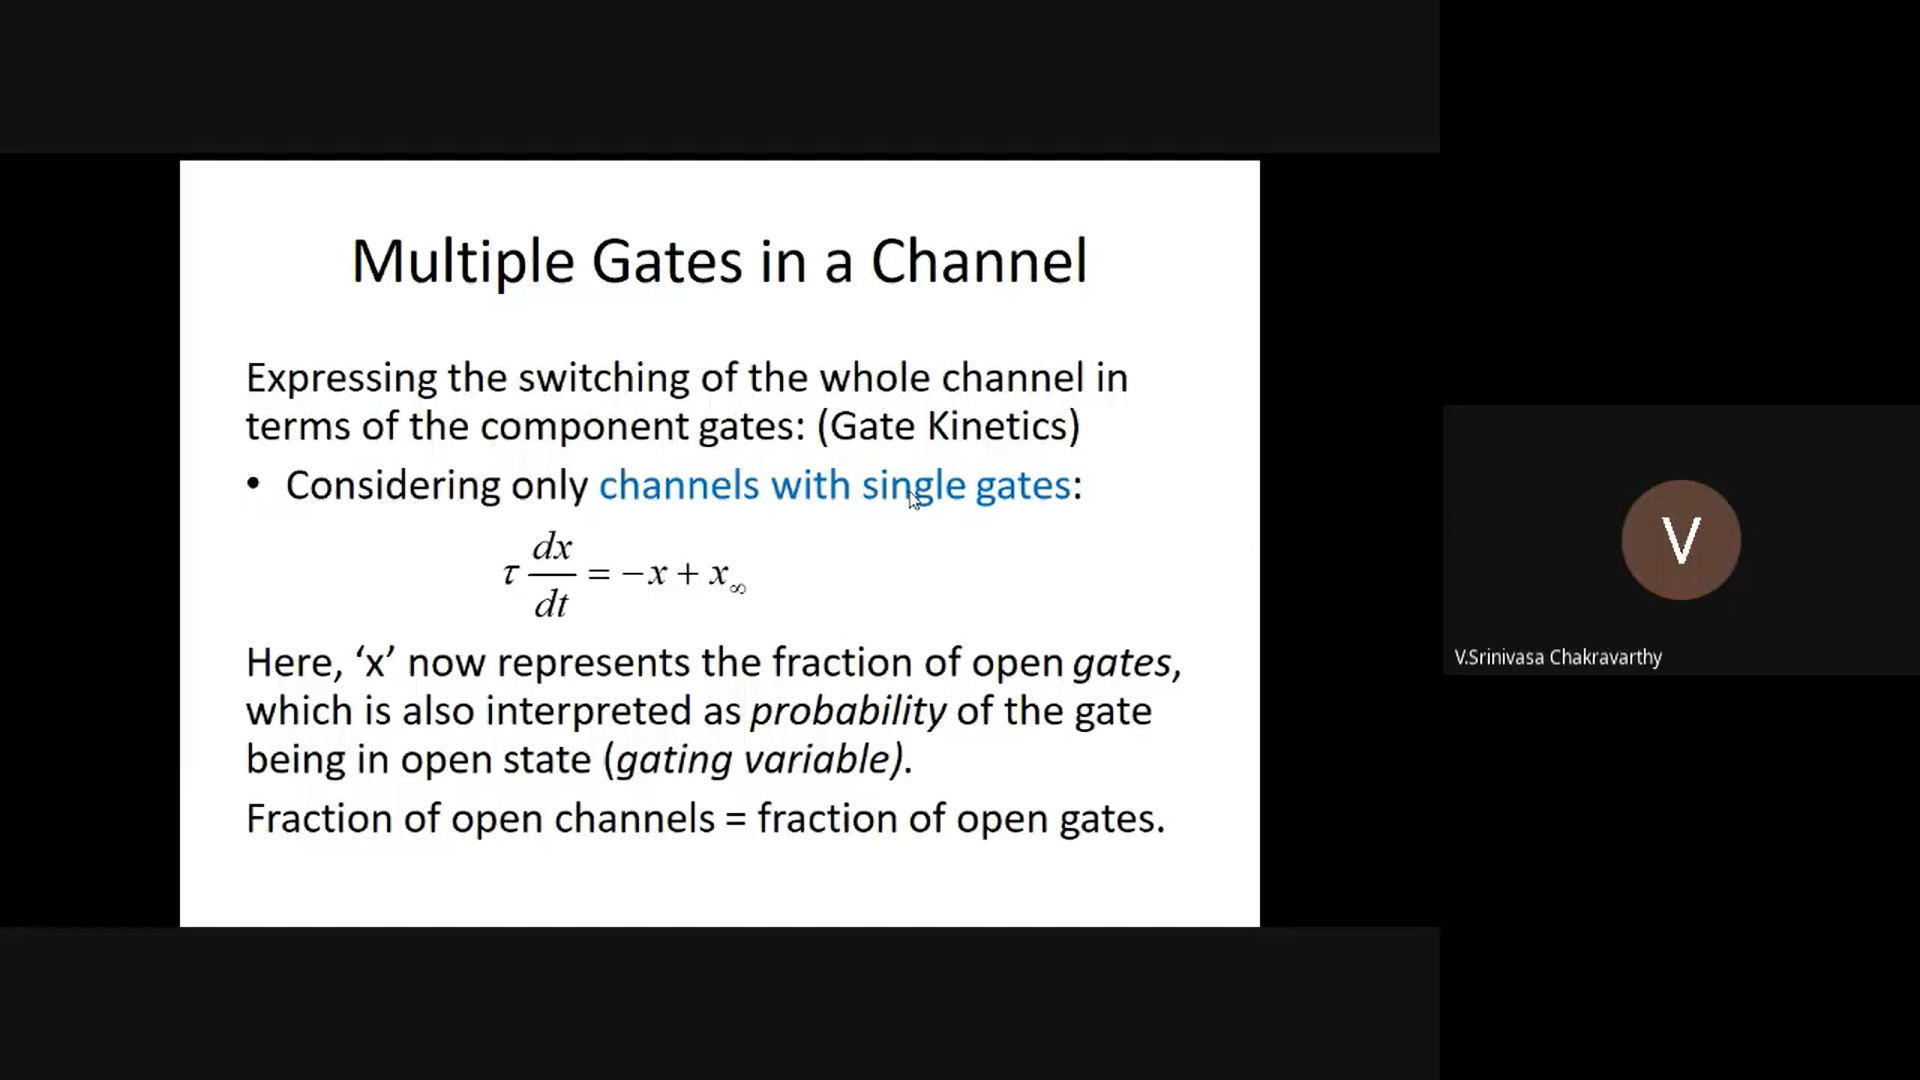 Multiple Gates in a Channel
Expressing the switching of the whole channel in
terms of the component gates: (Gate Kinetics)
• Considering only channels with single gates:
τ dx/dt = −x + x∞
Here, ‘x’ now represents the fraction of open gates,
which is also interpreted as probability of the gate
being in open state (gating variable).
Fraction of open channels = fraction of open gates.
V
V.Srinivasa Chakravarthy